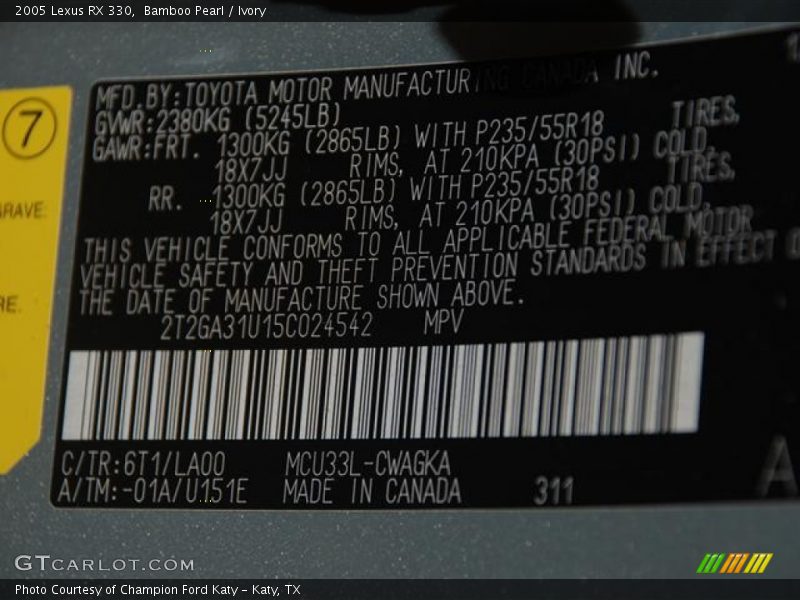 2005 Lexus RX 330,  Bamboo Pearl / Ivory
7
MFD.BY:TOYOTA MOTOR MANUFACTURING CANADA INC.
GVWR:2380KG (5245LB)
GAWR:FRT. 1300KG (2865LB) WITH P235/55R18 TIRES,
18X7JJ RIMS, AT 210KPA (30PSI) COLD.
RR. 1300KG (2865LB) WITH P235/55R18 TIRES,
18X7JJ RIMS, AT 210KPA (30PSI) COLD.
THIS VEHICLE CONFORMS TO ALL APPLICABLE FEDERAL MOTOR
VEHICLE SAFETY AND THEFT PREVENTION STANDARDS IN EFFECT
THE DATE OF MANUFACTURE SHOWN ABOVE.
2T2GA31U15C024542 MPV
C/TR:6T1/LA00 MCU33L-CWAGKA
A/TM:-01A/U151E MADE IN CANADA 311
A
GTCARLOT.COM
Photo Courtesy of Champion Ford Katy - Katy, TX